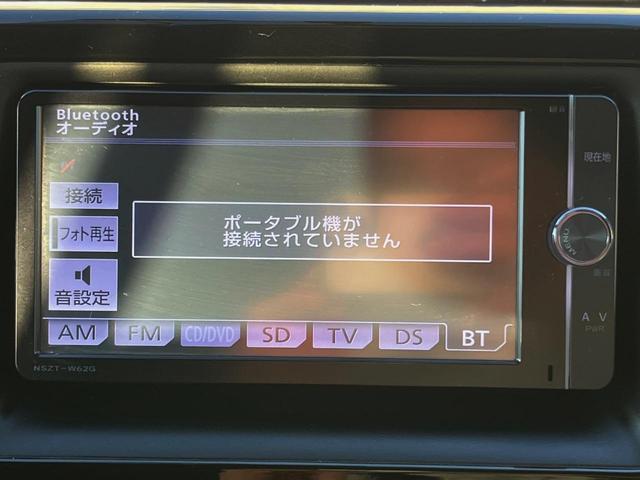 Bluetooth
オーディオ
接続
フォト再生
音設定
ポータブル機が
接続されていません
AM FM CD/DVD SD TV DS BT
NSZT-W62G
現在地
MENU
AV
PWR